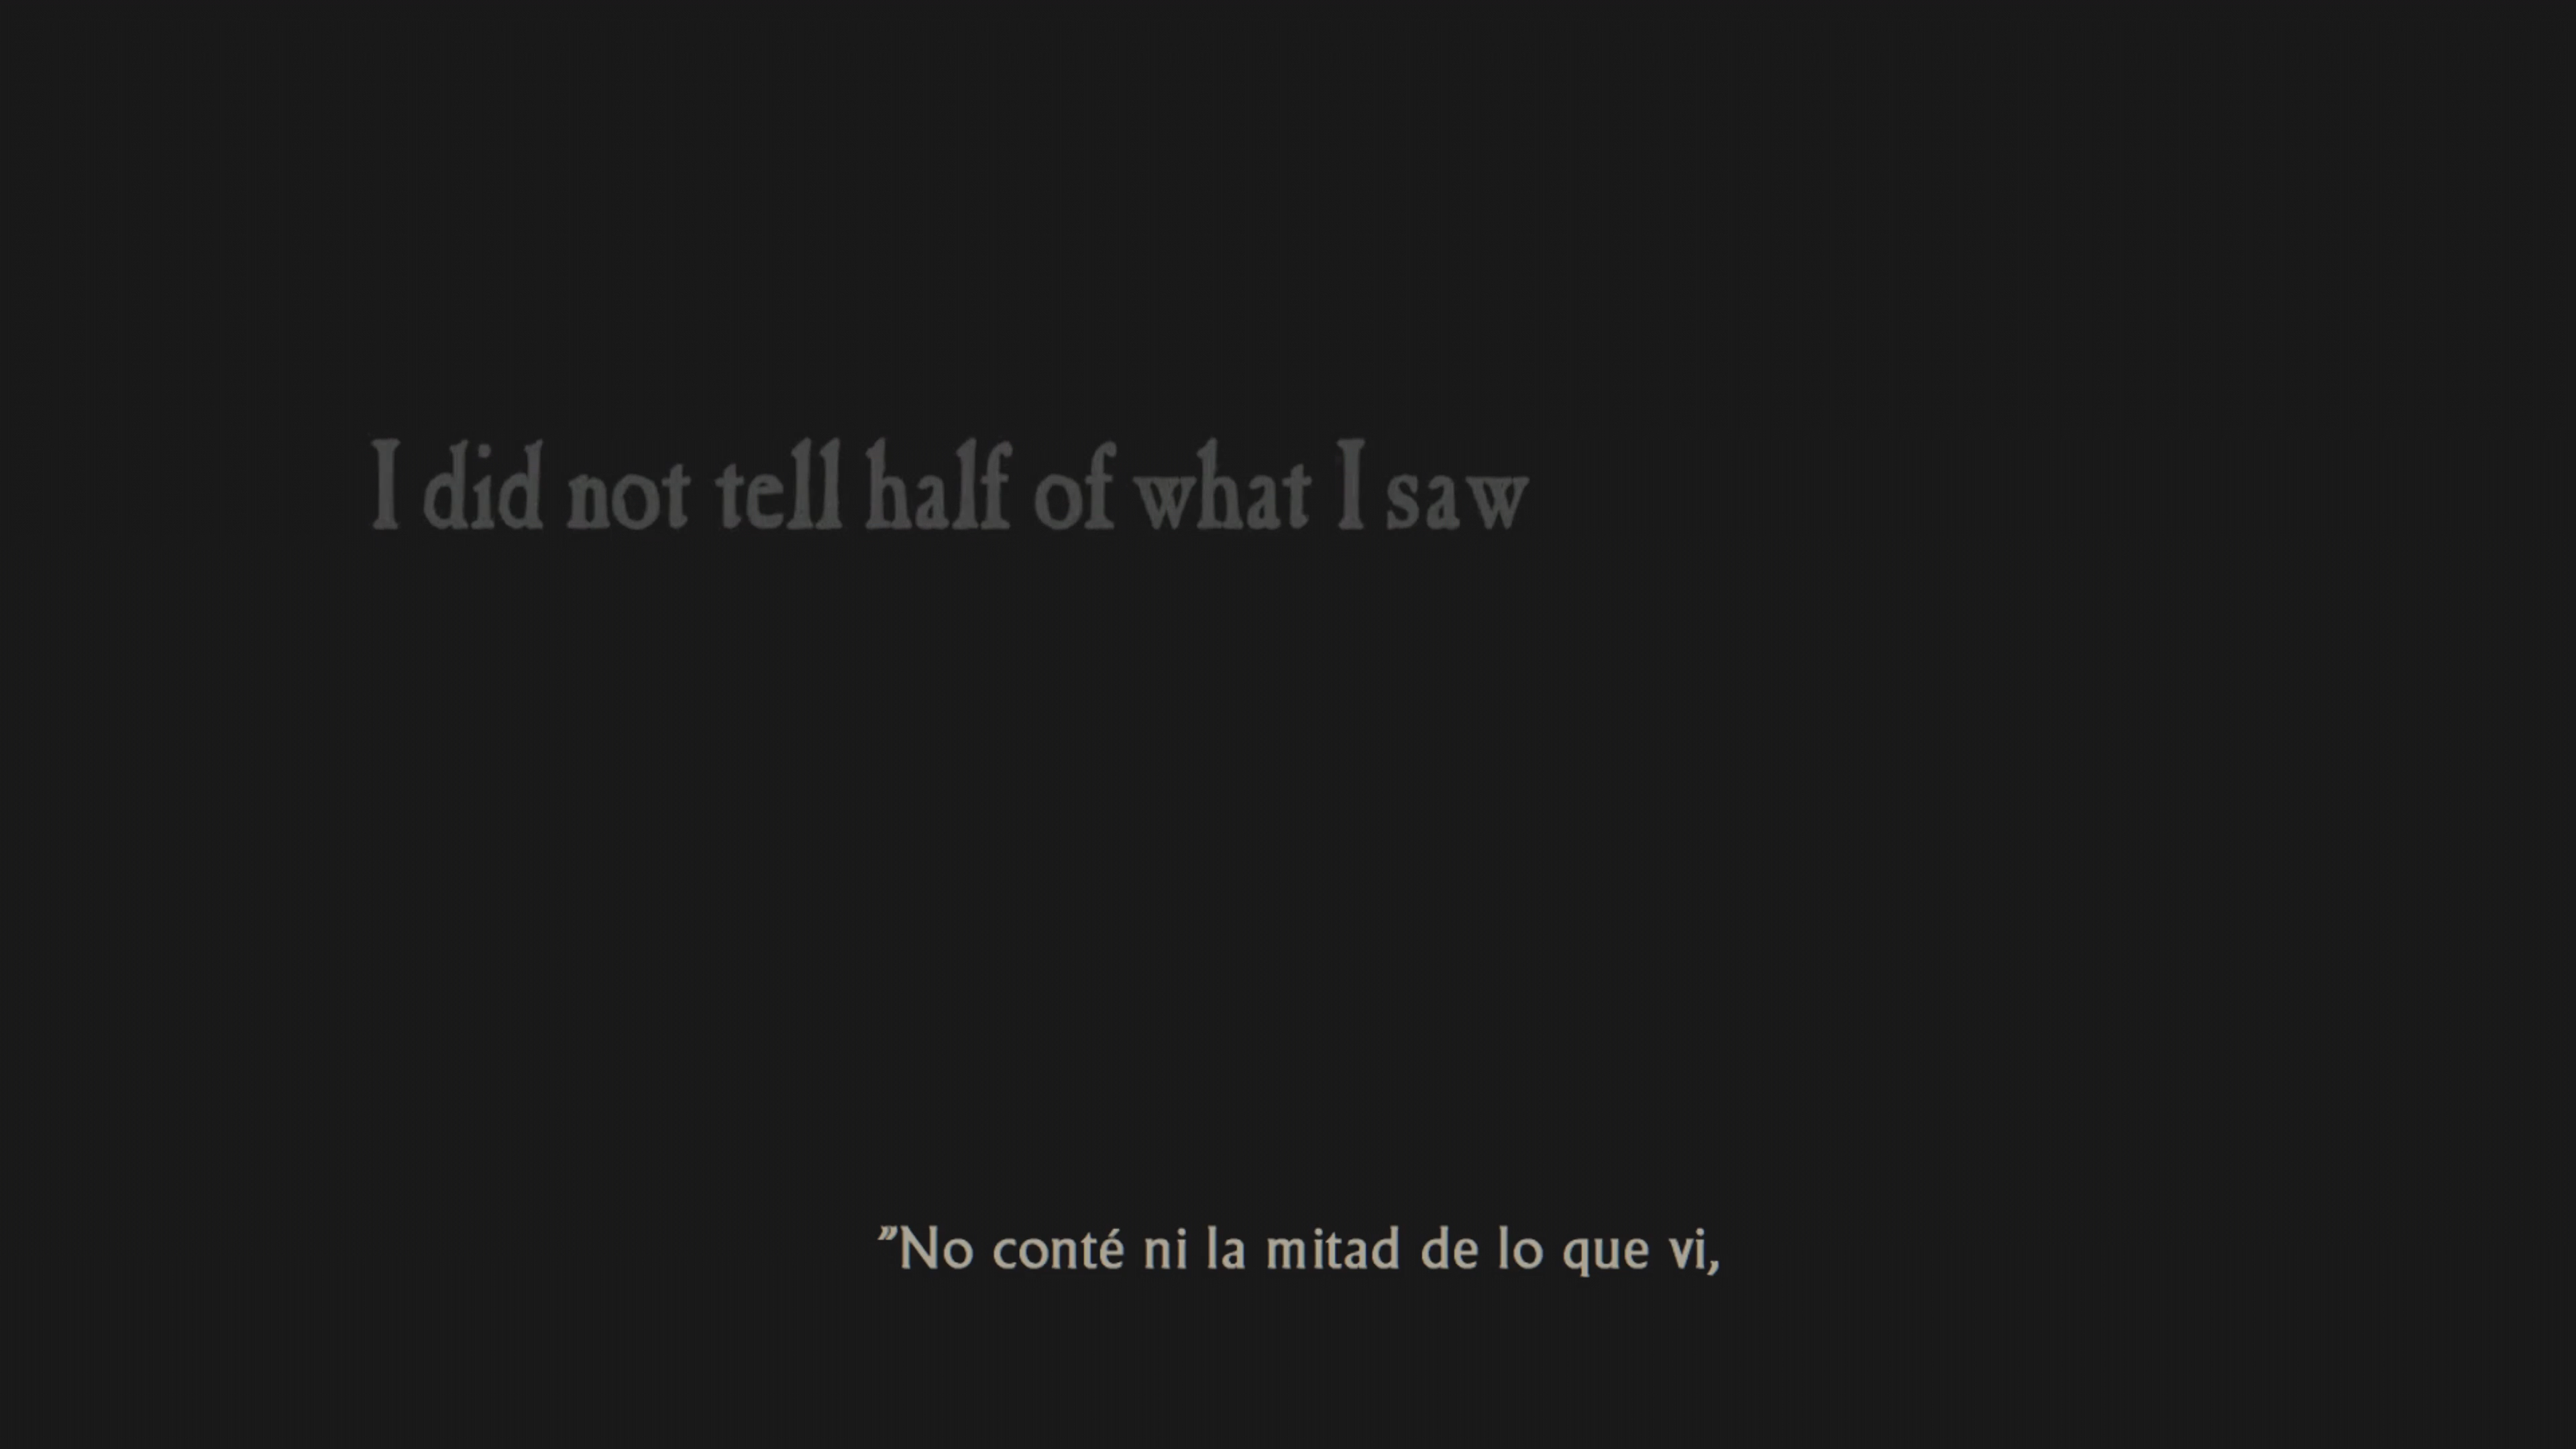 I did not tell half of what I saw
”No conté ni la mitad de lo que vi,